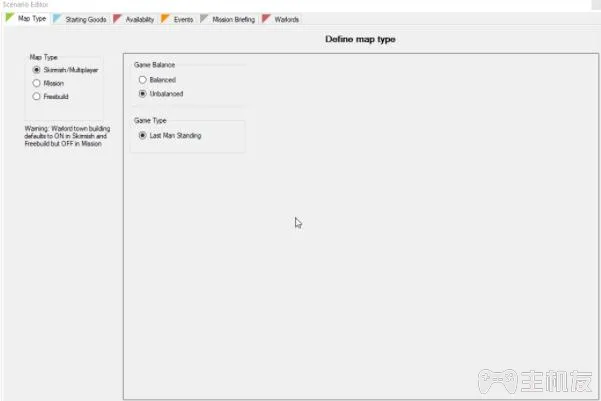 Scenario Editor
Map Type Starting Goods Availability Events Mission Briefing Warlords
Define map type
Map Type
Skirmish/Multiplayer
Mission
Freebuild
Warning: Warlord town building
defaults to ON in Skirmish and
Freebuild but OFF in Mission
Game Balance
Balanced
Unbalanced
Game Type
Last Man Standing
主机友